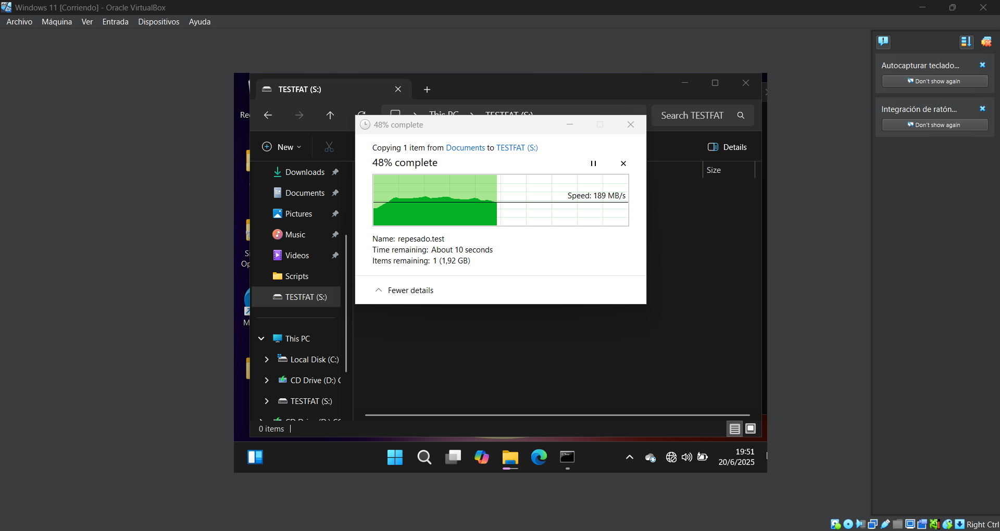 Windows 11 [Corriendo] - Oracle VirtualBox
Archivo Máquina Ver Entrada Dispositivos Ayuda
Autocapturar teclado...
Don't show again
Integración de ratón...
Don't show again
TESTFAT (S:)
This PC TESTFAT (S:)
Search TESTFAT
New
Details
Size
Downloads
Documents
Pictures
Music
Videos
Scripts
TESTFAT (S:)
This PC
Local Disk (C:)
CD Drive (D:)
TESTFAT (S:)
CD Drive (D:)
0 items
48% complete
Copying 1 item from Documents to TESTFAT (S:)
48% complete
Speed: 189 MB/s
Name: repesado.test
Time remaining: About 10 seconds
Items remaining: 1 (1,92 GB)
Fewer details
19:51
20/6/2025
Right Ctrl